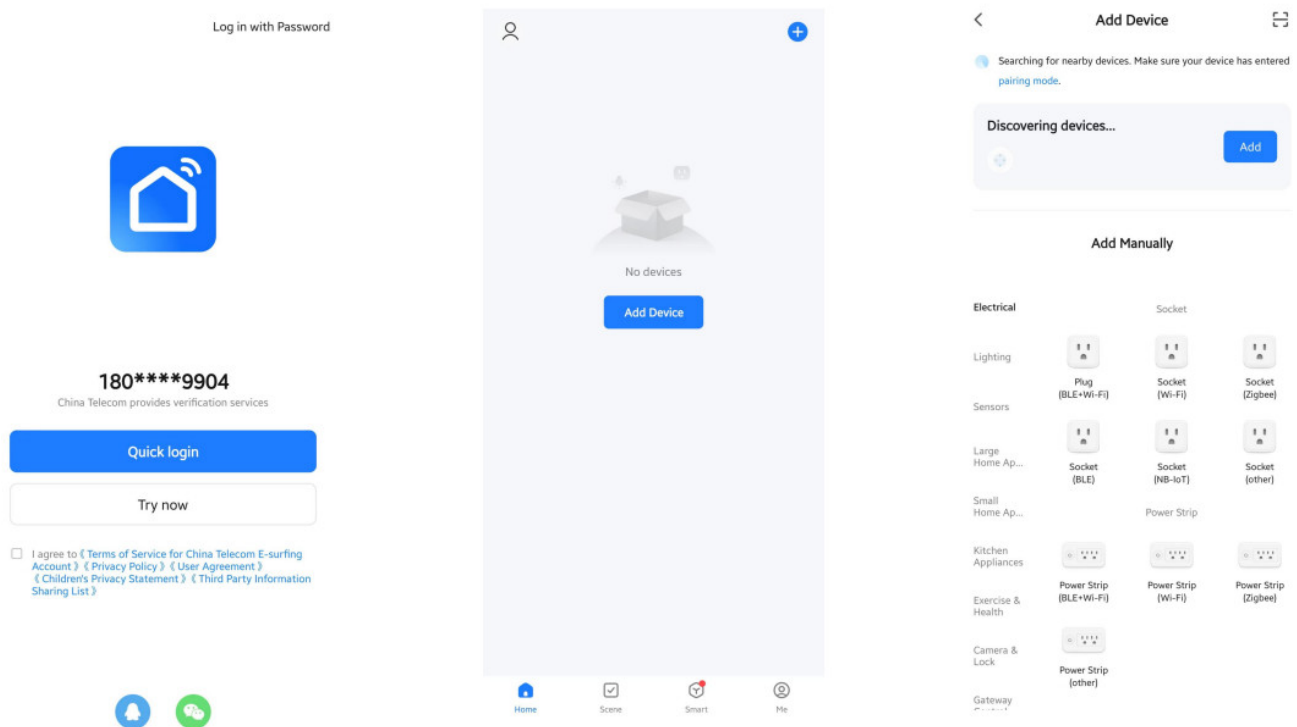 Log in with Password
180****9904
China Telecom provides verification services
Quick login
Try now
I agree to《Terms of Service for China Telecom E-surfing
Account》《Privacy Policy》《User Agreement》
《Children's Privacy Statement》《Third Party Information
Sharing List》
No devices
Add Device
Home
Scene
Smart
Me
Add Device
Searching for nearby devices. Make sure your device has entered
pairing mode.
Discovering devices...
Add
Add Manually
Electrical
Lighting
Sensors
Large
Home Ap...
Small
Home Ap...
Kitchen
Appliances
Exercise &
Health
Camera &
Lock
Gateway
Socket
Plug
(BLE+Wi-Fi)
Socket
(Wi-Fi)
Socket
(Zigbee)
Socket
(BLE)
Socket
(NB-IoT)
Socket
(other)
Power Strip
Power Strip
(BLE+Wi-Fi)
Power Strip
(Wi-Fi)
Power Strip
(Zigbee)
Power Strip
(other)